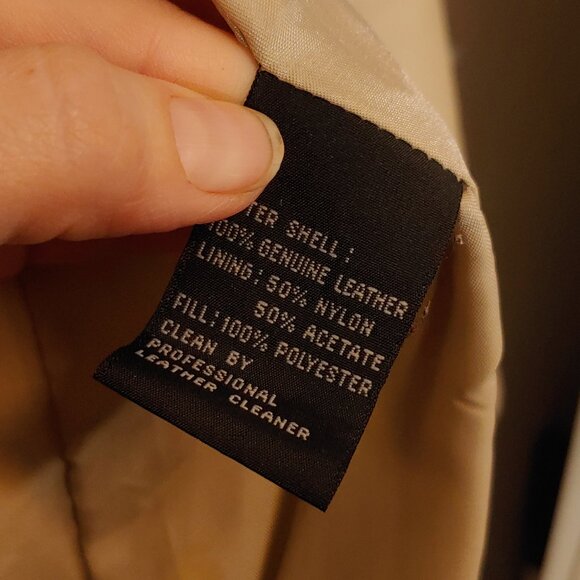 TER SHELL:
100% GENUINE LEATHER
LINING: 50% NYLON
50% ACETATE
FILL: 100% POLYESTER
CLEAN BY
PROFESSIONAL
LEATHER CLEANER